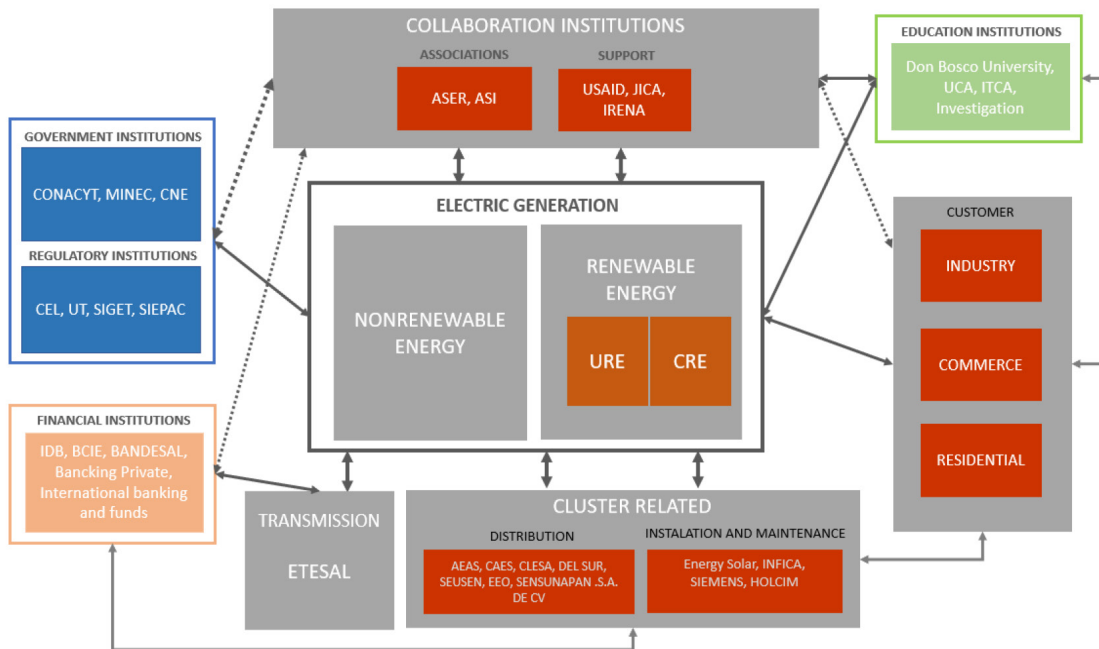 COLLABORATION INSTITUTIONS
ASSOCIATIONS
ASER, ASI
SUPPORT
USAID, JICA,
IRENA
EDUCATION INSTITUTIONS
Don Bosco University,
UCA, ITCA,
Investigation
GOVERNMENT INSTITUTIONS
CONACYT, MINEC, CNE
REGULATORY INSTITUTIONS
CEL, UT, SIGET, SIEPAC
ELECTRIC GENERATION
NONRENEWABLE
ENERGY
RENEWABLE
ENERGY
URE
CRE
CUSTOMER
INDUSTRY
COMMERCE
RESIDENTIAL
FINANCIAL INSTITUTIONS
IDB, BCIE, BANDESAL,
Bancking Private,
International banking
and funds
TRANSMISSION
ETESAL
CLUSTER RELATED
DISTRIBUTION
AEAS, CAES, CLESA, DEL SUR,
SEUSEN, EEO, SENSUNAPAN .S.A.
DE CV
INSTALATION AND MAINTENANCE
Energy Solar, INFICA,
SIEMENS, HOLCIM